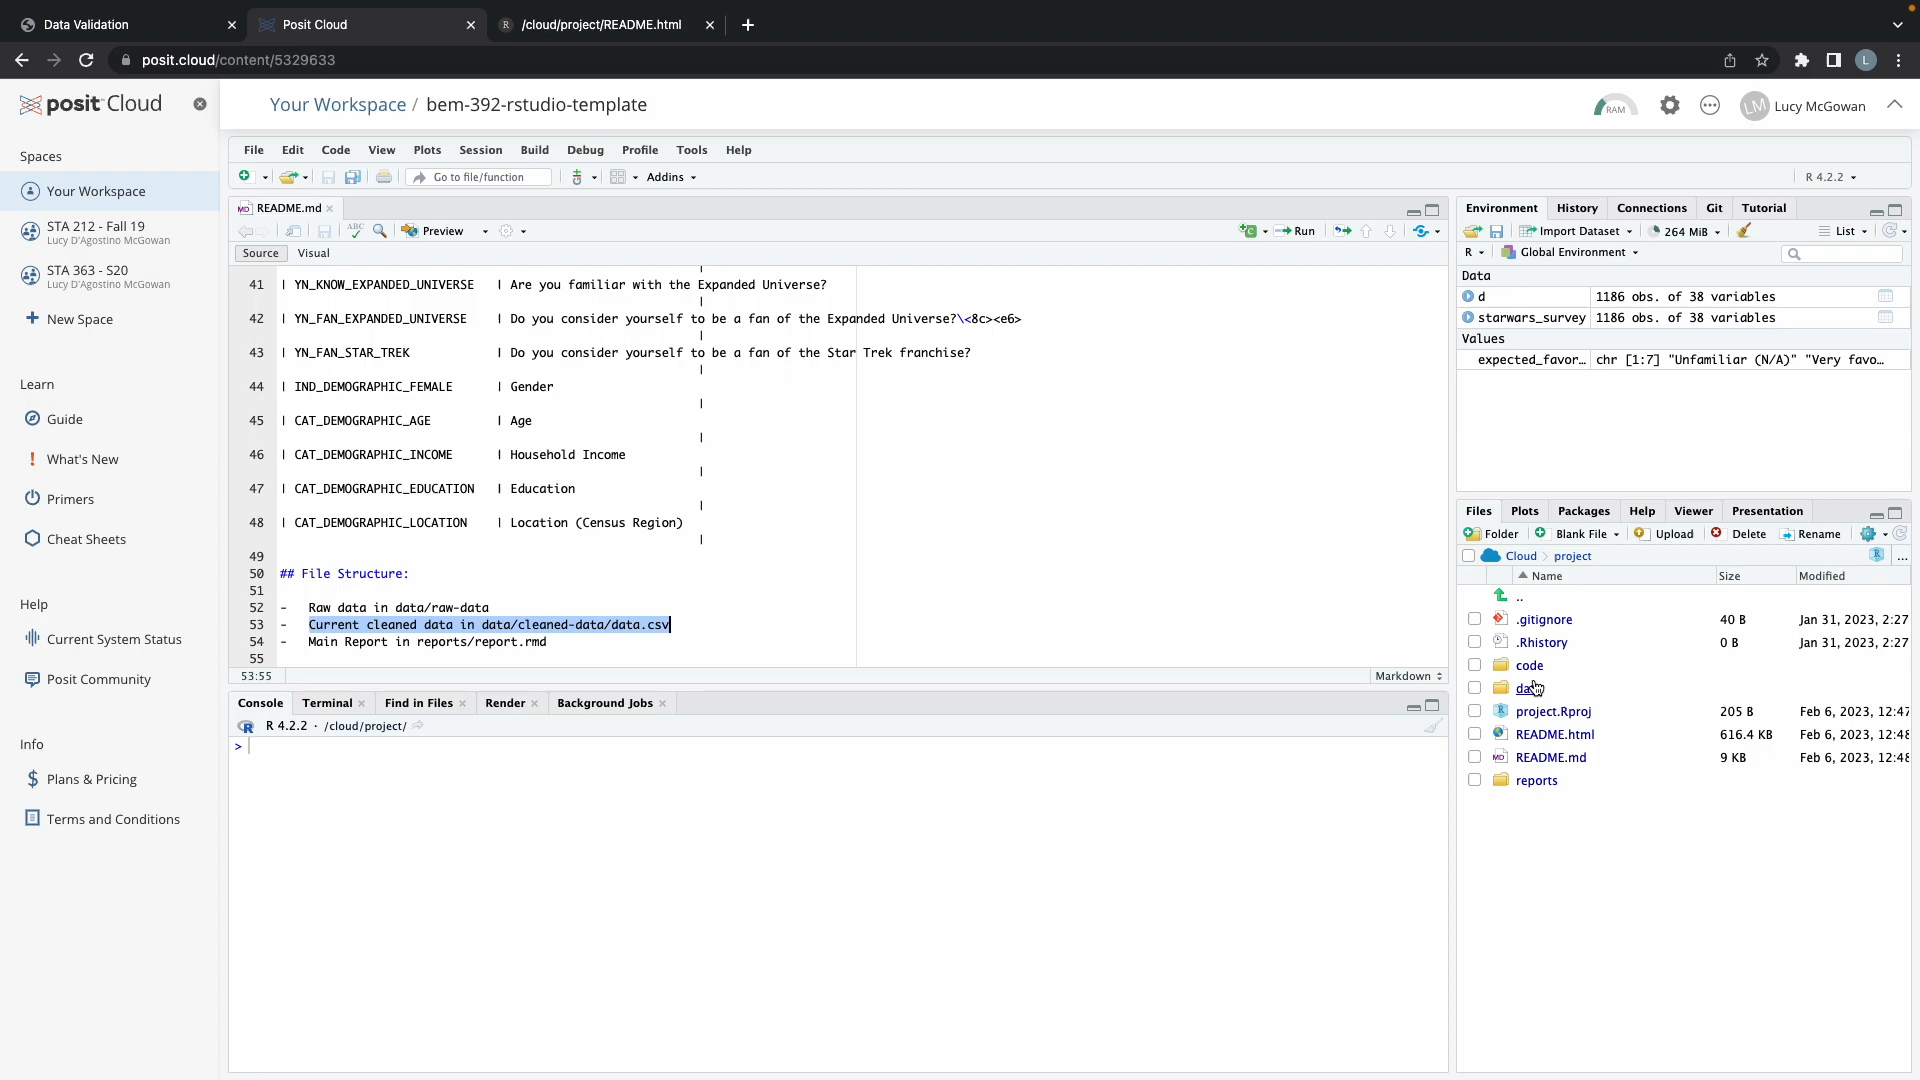 Data Validation
Posit Cloud
/cloud/project/README.html
posit.cloud/content/5329633
L
posit Cloud
Your Workspace / bem-392-rstudio-template
RAM
LM
Lucy McGowan
Spaces
Your Workspace
STA 212 - Fall 19
Lucy D'Agostino McGowan
STA 363 - S20
Lucy D'Agostino McGowan
New Space
Learn
Guide
What's New
Primers
Cheat Sheets
Help
Current System Status
Posit Community
Info
Plans & Pricing
Terms and Conditions
File Edit Code View Plots Session Build Debug Profile Tools Help
Go to file/function
Addins
R 4.2.2
README.md
ABC
Preview
Run
Source Visual
41 | YN_KNOW_EXPANDED_UNIVERSE | Are you familiar with the Expanded Universe?
|
42 | YN_FAN_EXPANDED_UNIVERSE | Do you consider yourself to be a fan of the Expanded Universe?\<8c><e6>
|
43 | YN_FAN_STAR_TREK | Do you consider yourself to be a fan of the Star Trek franchise?
|
44 | IND_DEMOGRAPHIC_FEMALE | Gender
|
45 | CAT_DEMOGRAPHIC_AGE | Age
|
46 | CAT_DEMOGRAPHIC_INCOME | Household Income
|
47 | CAT_DEMOGRAPHIC_EDUCATION | Education
|
48 | CAT_DEMOGRAPHIC_LOCATION | Location (Census Region)
|
49
50 ## File Structure:
51
52 - Raw data in data/raw-data
53 - Current cleaned data in data/cleaned-data/data.csv
54 - Main Report in reports/report.rmd
55
53:55
Markdown
Console Terminal Find in Files Render Background Jobs
R 4.2.2 · /cloud/project/
>
Environment History Connections Git Tutorial
Import Dataset 264 MiB List
R Global Environment
Data
d 1186 obs. of 38 variables
starwars_survey 1186 obs. of 38 variables
Values
expected_favor… chr [1:7] "Unfamiliar (N/A)" "Very favo…
Files Plots Packages Help Viewer Presentation
Folder Blank File Upload Delete Rename
Cloud > project ...
Name Size Modified
..
.gitignore 40 B Jan 31, 2023, 2:27
.Rhistory 0 B Jan 31, 2023, 2:27
code
project.Rproj 205 B Feb 6, 2023, 12:47
README.html 616.4 KB Feb 6, 2023, 12:48
README.md 9 KB Feb 6, 2023, 12:48
reports